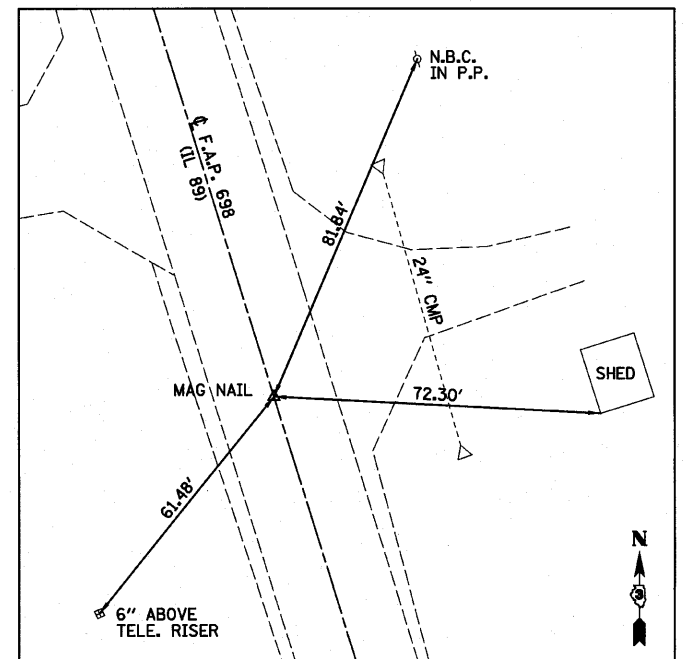 N.B.C.
IN P.P.
℄ F.A.P. 698
(IL 89)
81.84'
24" CMP
SHED
MAG NAIL
72.30'
61.48'
6" ABOVE
TELE. RISER
N
3